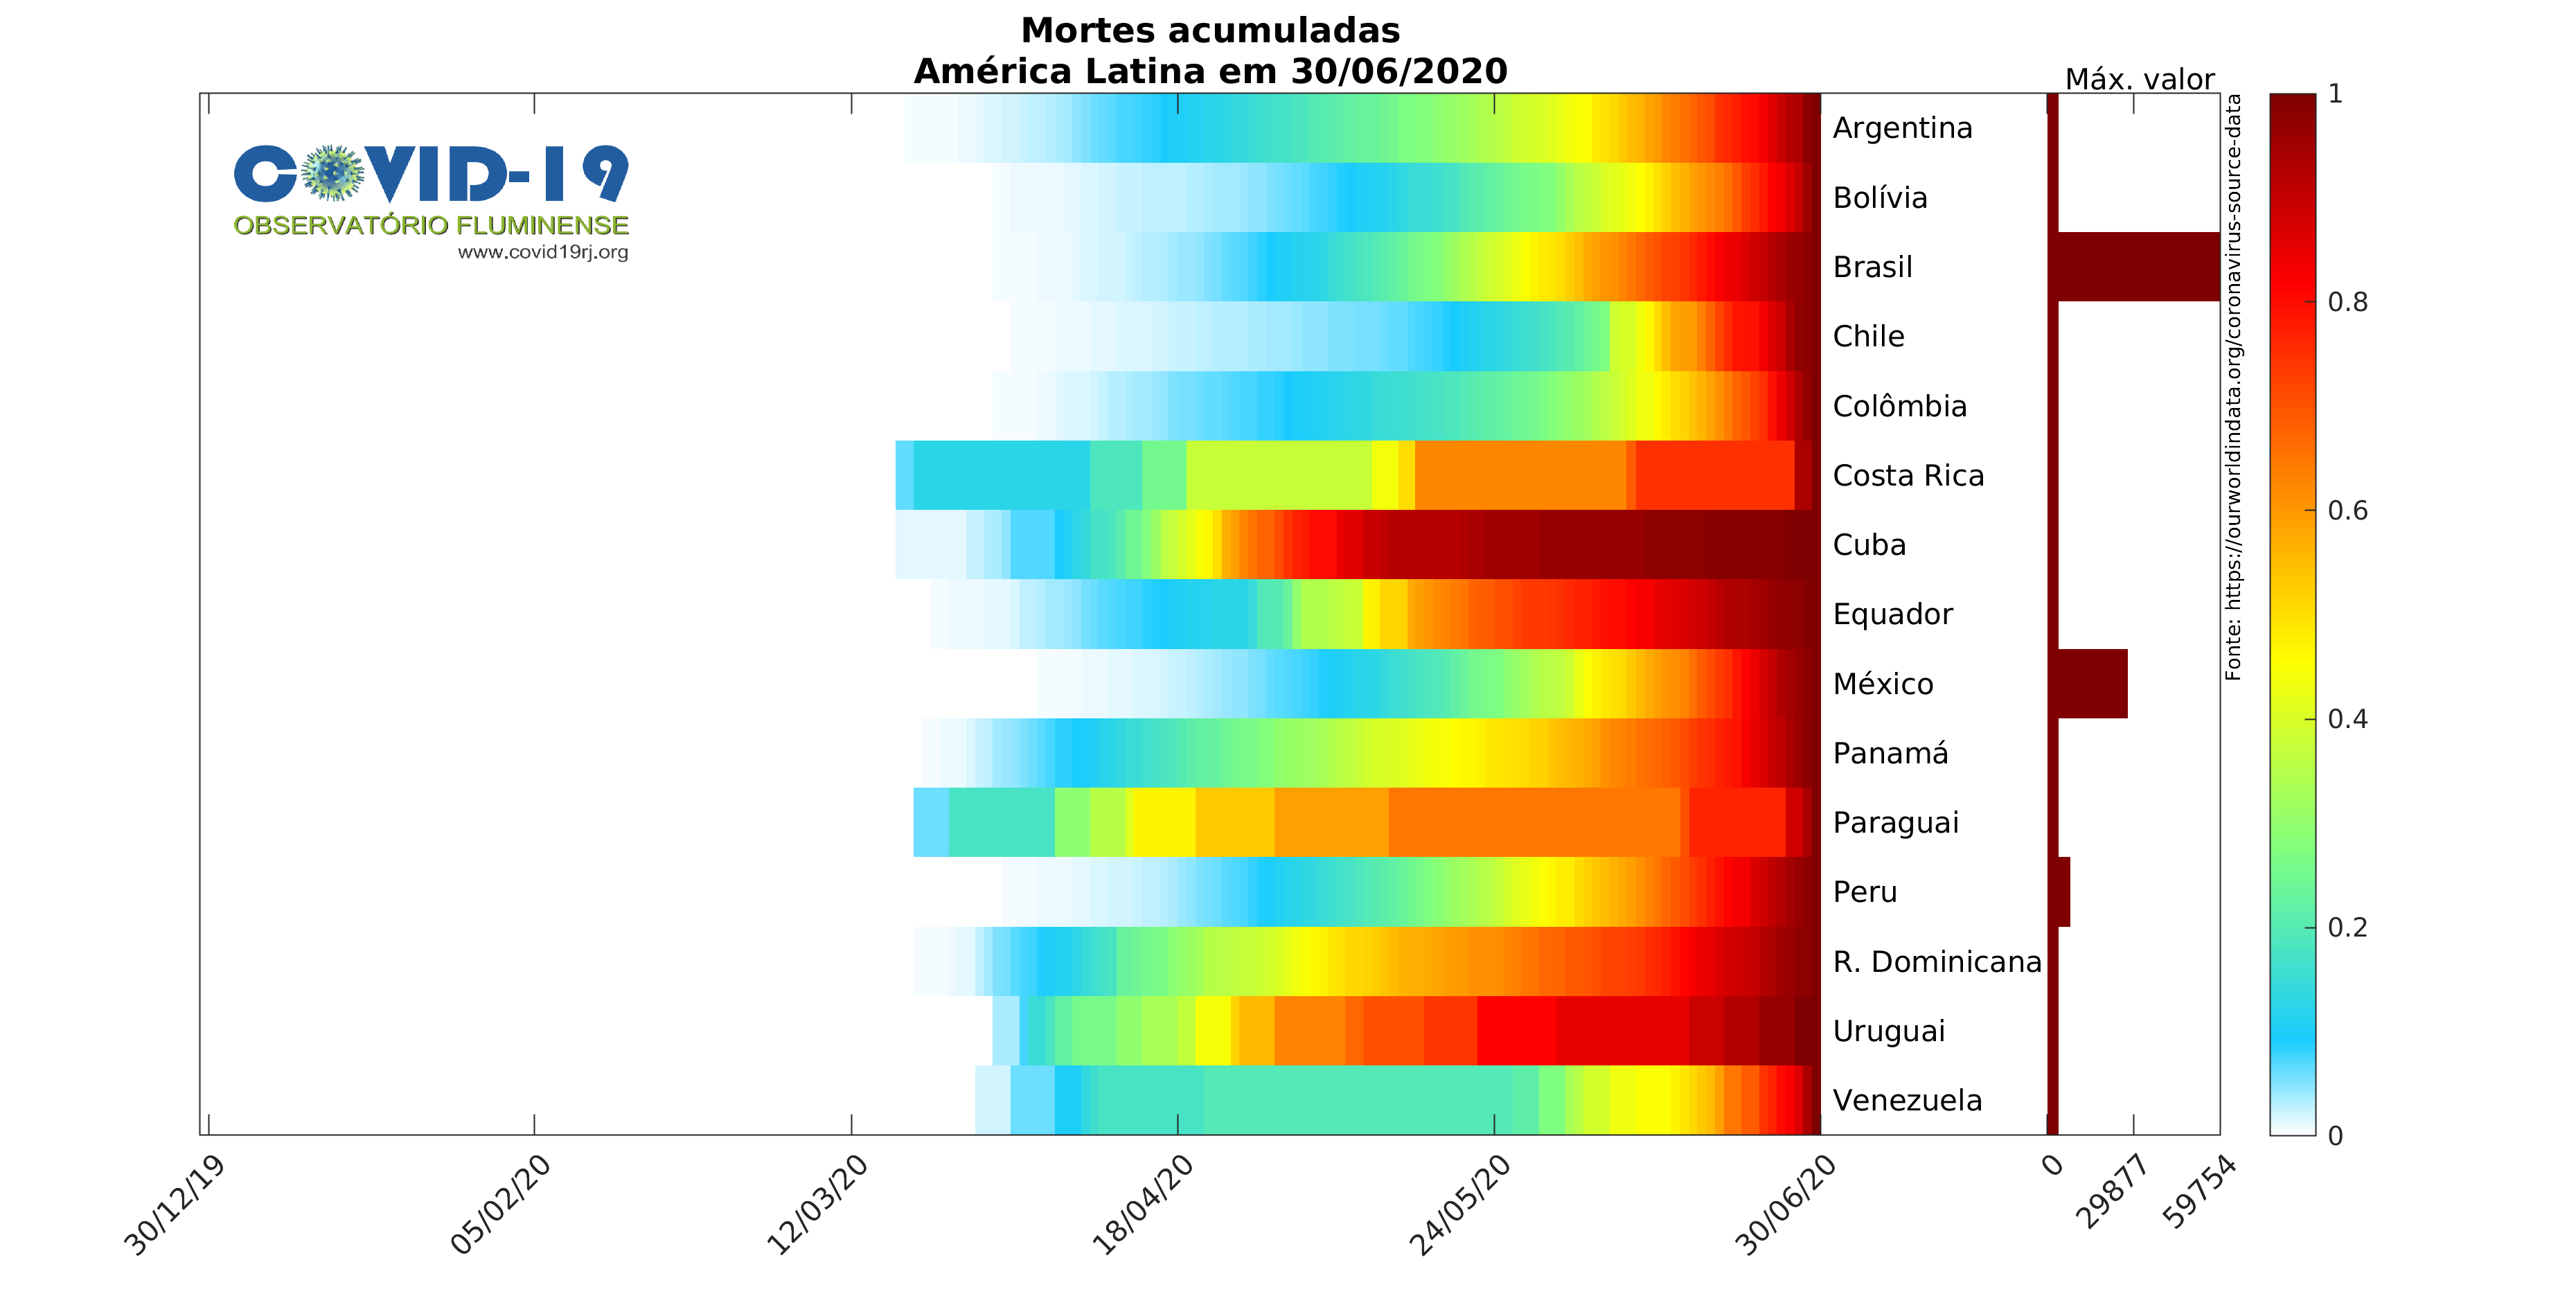 Mortes acumuladas
América Latina em 30/06/2020
Máx. valor
COVID-19
OBSERVATÓRIO FLUMINENSE
www.covid19rj.org
Argentina
Bolívia
Brasil
Chile
Colômbia
Costa Rica
Cuba
Equador
México
Panamá
Paraguai
Peru
R. Dominicana
Uruguai
Venezuela
Fonte: https://ourworldindata.org/coronavirus-source-data
1
0.8
0.6
0.4
0.2
0
30/12/19
05/02/20
12/03/20
18/04/20
24/05/20
30/06/20
0
29877
59754